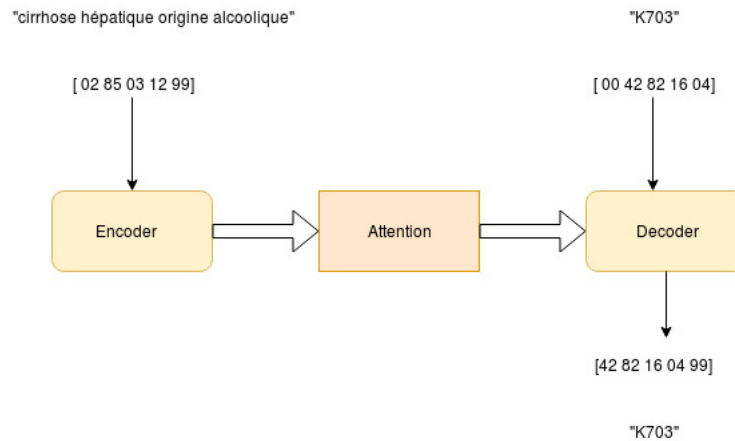 "cirrhose hépatique origine alcoolique"
"K703"
[ 02 85 03 12 99]
[ 00 42 82 16 04]
Encoder
Attention
Decoder
[42 82 16 04 99]
"K703"